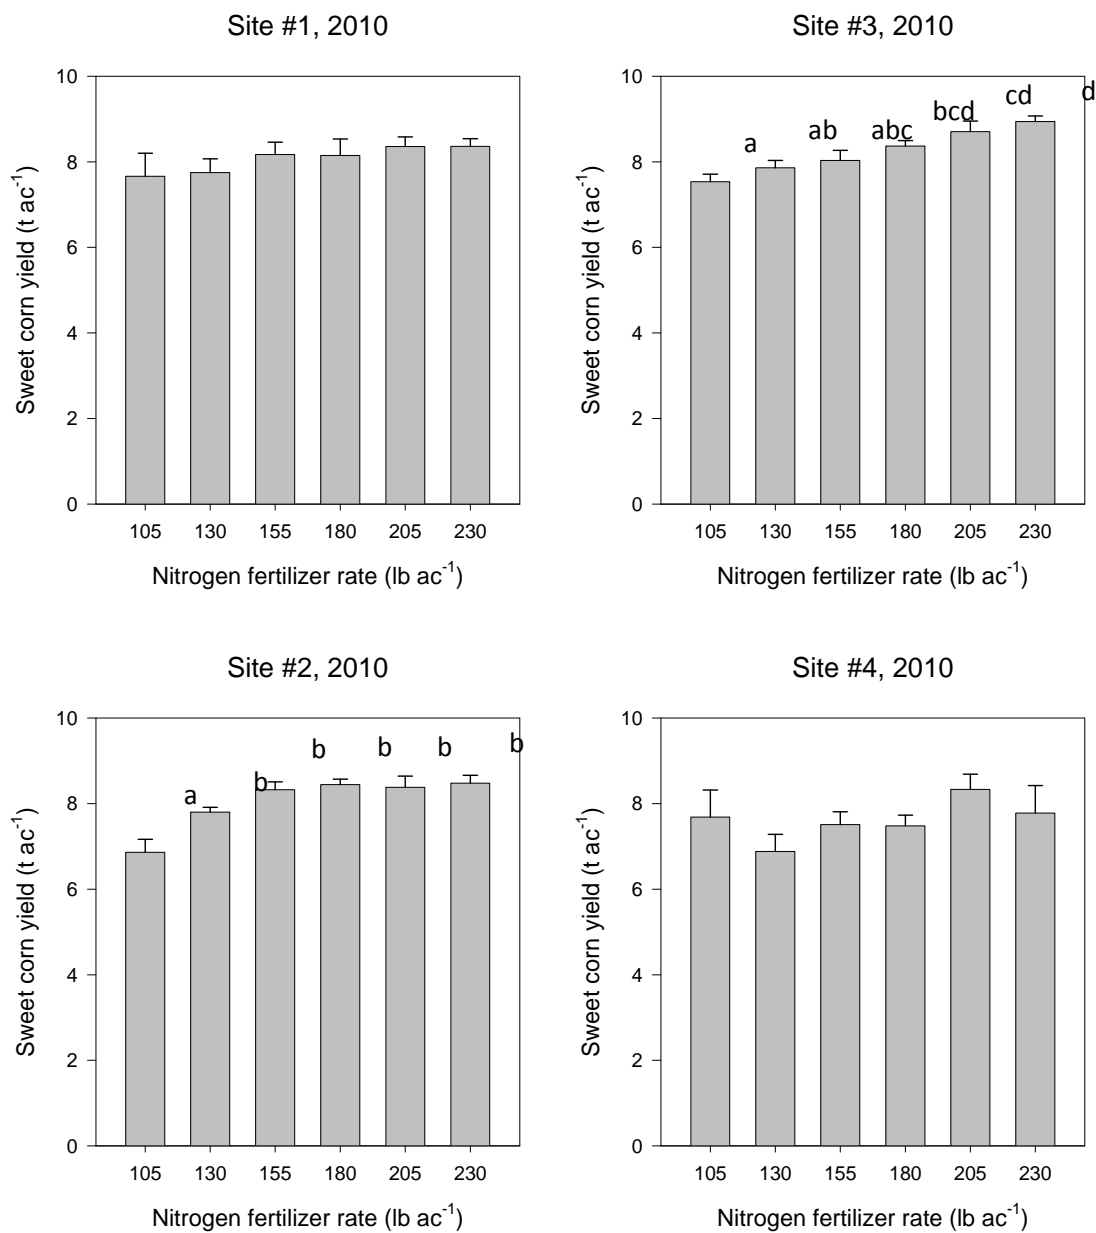 Site #1, 2010
Sweet corn yield (t ac⁻¹)
10
8
6
4
2
0
105 130 155 180 205 230
Nitrogen fertilizer rate (lb ac⁻¹)
Site #3, 2010
Sweet corn yield (t ac⁻¹)
10
8
6
4
2
0
a ab abc bcd cd d
105 130 155 180 205 230
Nitrogen fertilizer rate (lb ac⁻¹)
Site #2, 2010
Sweet corn yield (t ac⁻¹)
10
8
6
4
2
0
a b b b b b
105 130 155 180 205 230
Nitrogen fertilizer rate (lb ac⁻¹)
Site #4, 2010
Sweet corn yield (t ac⁻¹)
10
8
6
4
2
0
105 130 155 180 205 230
Nitrogen fertilizer rate (lb ac⁻¹)